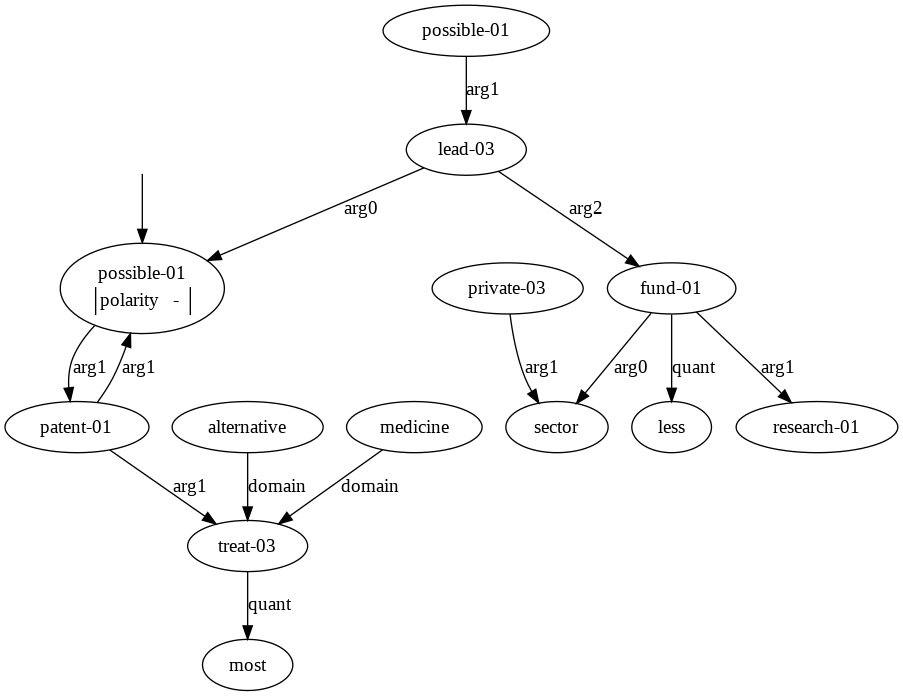 possible-01
arg1
lead-03
arg0
arg2
possible-01
polarity -
private-03
fund-01
arg1
arg1
arg1
arg0
quant
arg1
patent-01
alternative
medicine
sector
less
research-01
arg1
domain
domain
treat-03
quant
most